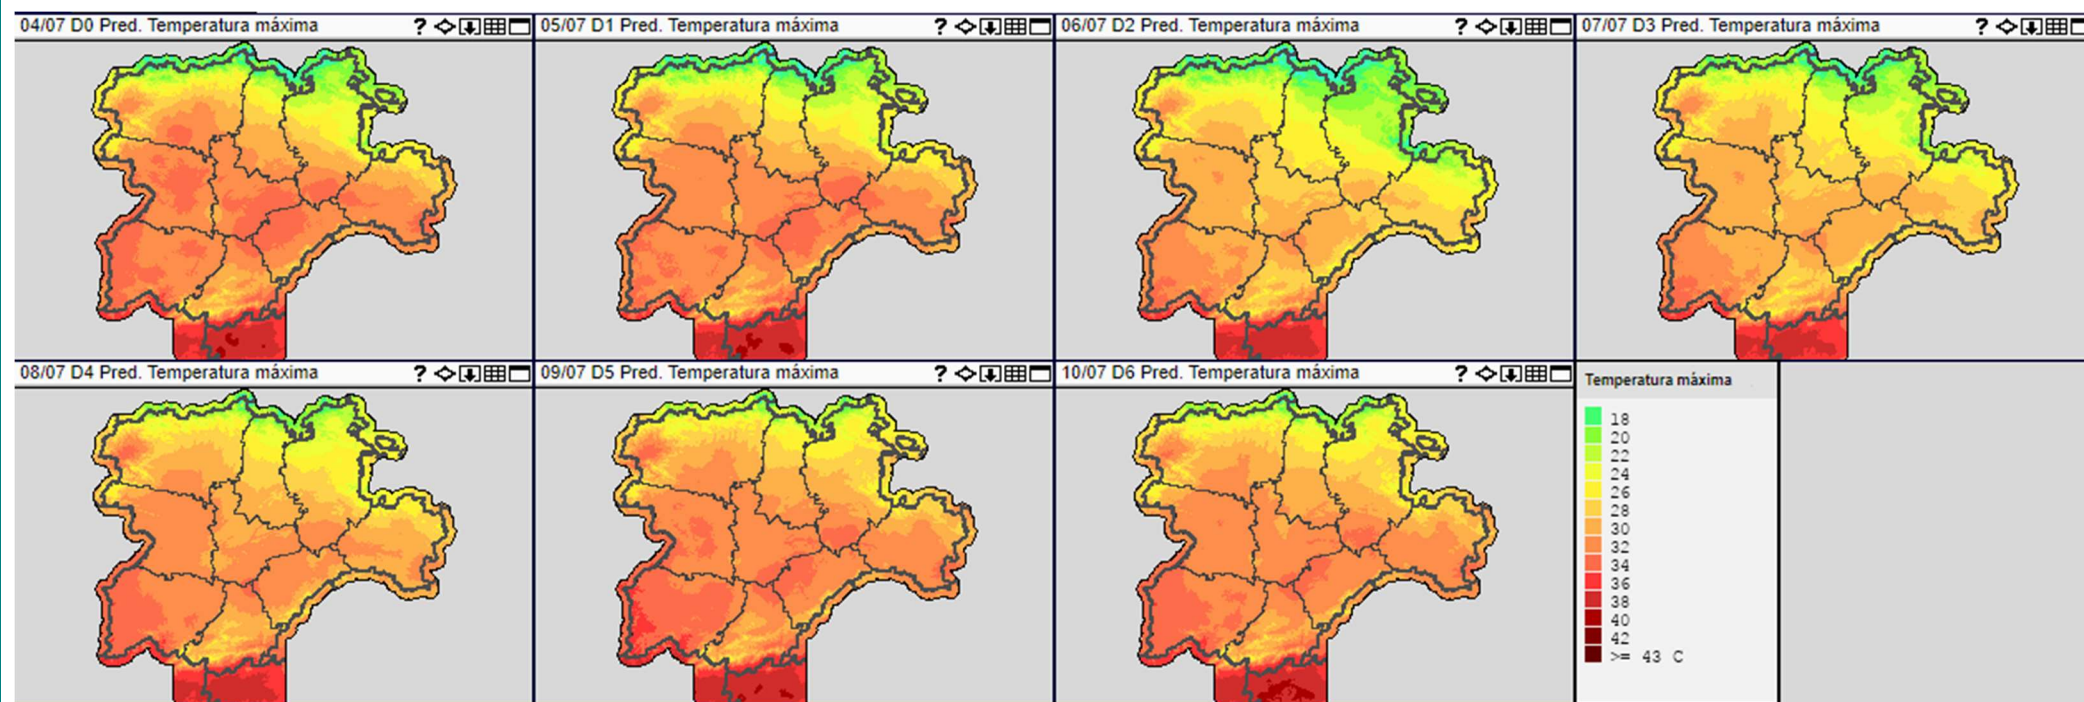 04/07 D0 Pred. Temperatura máxima ?
05/07 D1 Pred. Temperatura máxima ?
06/07 D2 Pred. Temperatura máxima ?
07/07 D3 Pred. Temperatura máxima ?
08/07 D4 Pred. Temperatura máxima ?
09/07 D5 Pred. Temperatura máxima ?
10/07 D6 Pred. Temperatura máxima ?
Temperatura máxima
18
20
22
24
26
28
30
32
34
36
38
40
42
>= 43 C